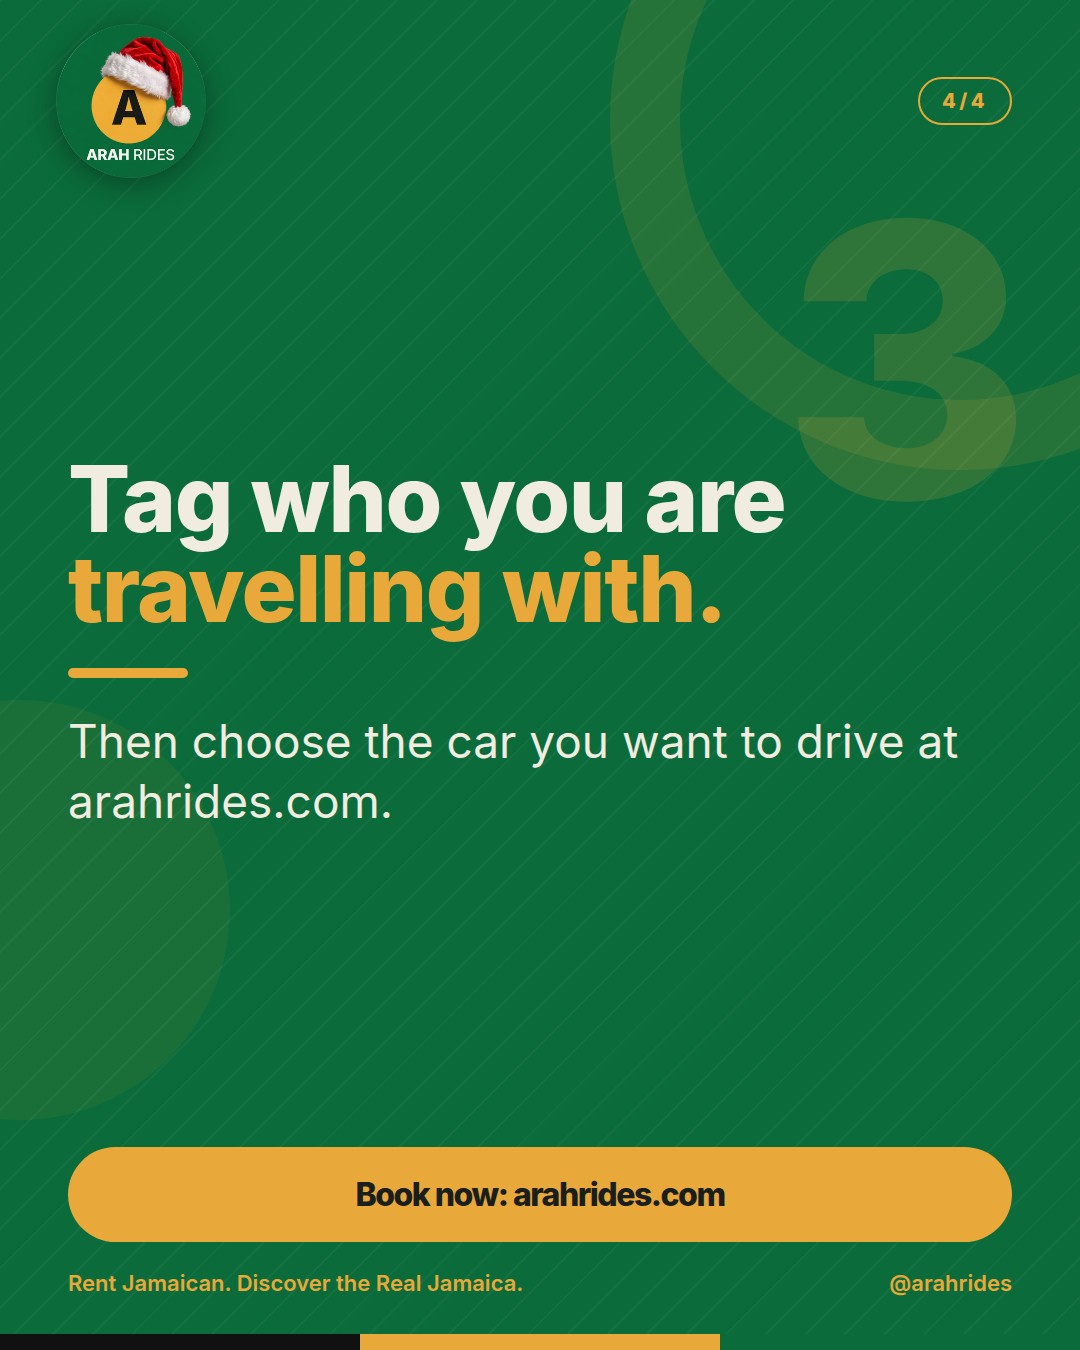 A
ARAH RIDES
4/4
3
Tag who you are
travelling with.
Then choose the car you want to drive at
arahrides.com.
Book now: arahrides.com
Rent Jamaican. Discover the Real Jamaica.
@arahrides